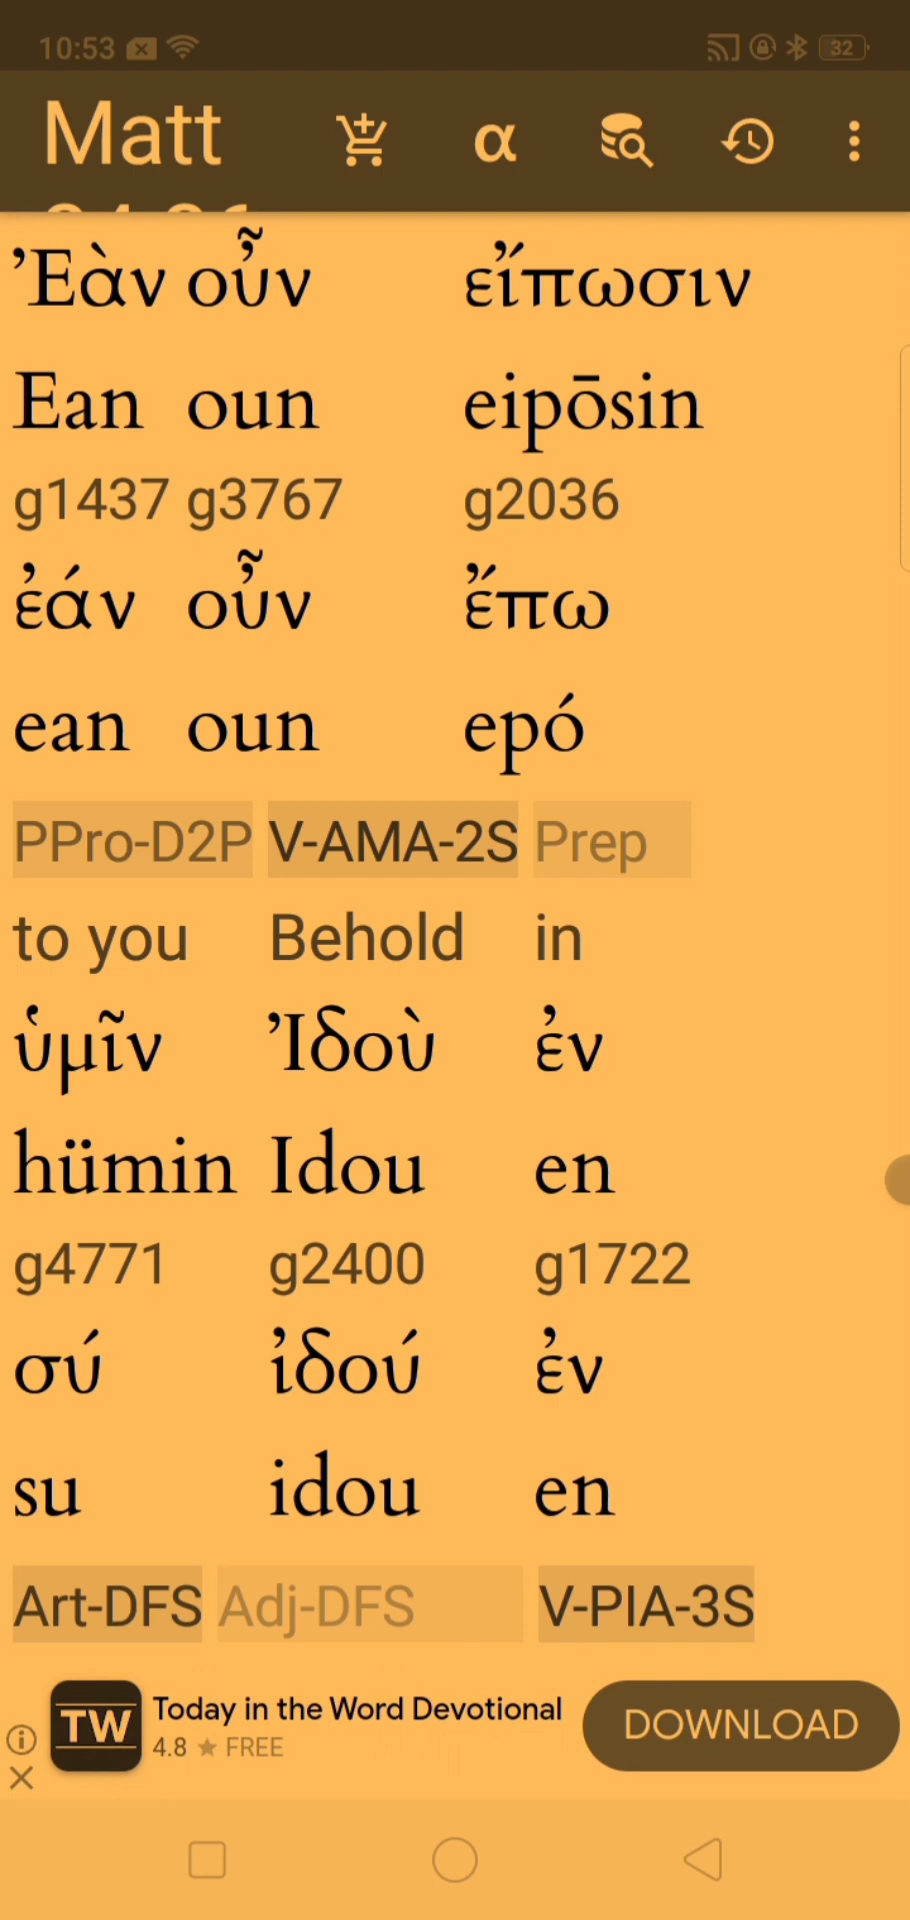 10:53 32
Matt
Ἐὰν οὖν εἴπωσιν
Ean oun eipōsin
g1437 g3767 g2036
ἐάν οὖν ἔπω
ean oun epó
PPro-D2P V-AMA-2S Prep
to you Behold in
ὑμῖν Ἰδοὺ ἐν
hümin Idou en
g4771 g2400 g1722
σύ ἰδού ἐν
su idou en
Art-DFS Adj-DFS V-PIA-3S
TW Today in the Word Devotional DOWNLOAD
4.8 ★ FREE